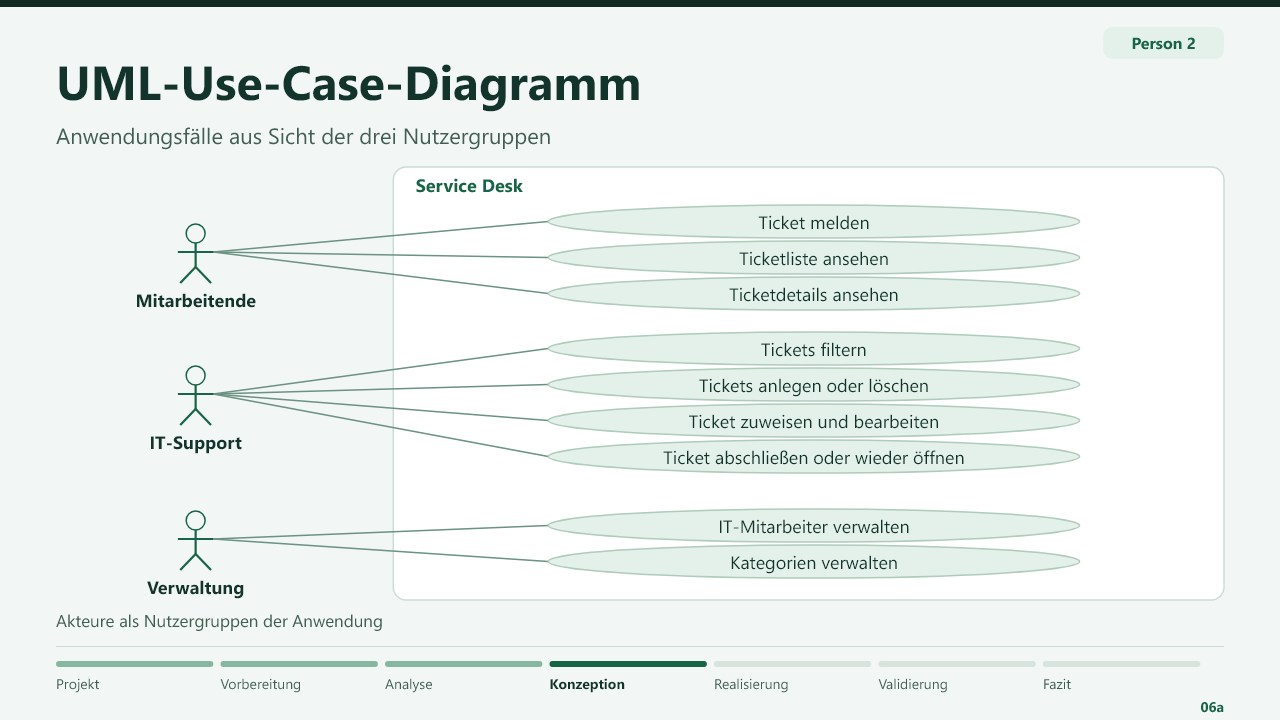 Person 2
UML-Use-Case-Diagramm
Anwendungsfälle aus Sicht der drei Nutzergruppen
Service Desk
Ticket melden
Ticketliste ansehen
Ticketdetails ansehen
Mitarbeitende
Tickets filtern
Tickets anlegen oder löschen
Ticket zuweisen und bearbeiten
Ticket abschließen oder wieder öffnen
IT-Support
IT-Mitarbeiter verwalten
Kategorien verwalten
Verwaltung
Akteure als Nutzergruppen der Anwendung
Projekt
Vorbereitung
Analyse
Konzeption
Realisierung
Validierung
Fazit
06a